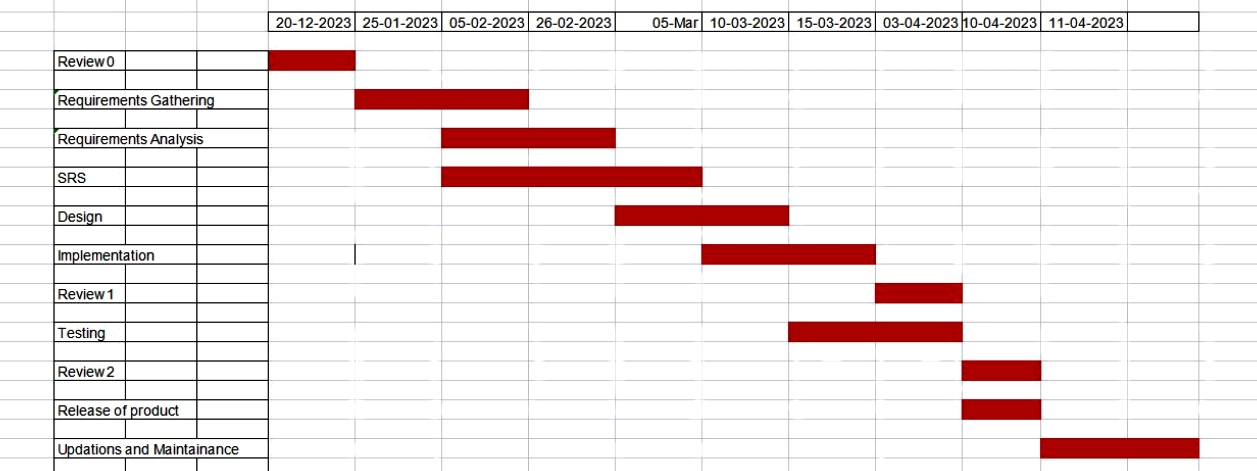 20-12-2023 25-01-2023 05-02-2023 26-02-2023 05-Mar 10-03-2023 15-03-2023 03-04-2023 10-04-2023 11-04-2023
Review 0
Requirements Gathering
Requirements Analysis
SRS
Design
Implementation
Review 1
Testing
Review 2
Release of product
Updations and Maintainance